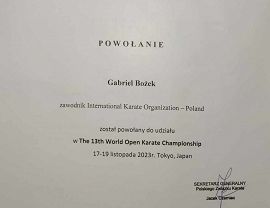 POWOŁANIE
Gabriel Bożek
zawodnik International Karate Organization – Poland
został powołany do udziału
w The 13th World Open Karate Championship
17-19 listopada 2023r. Tokyo, Japan
SEKRETARZ GENERALNY
Polskiego Związku Karate
Jacek